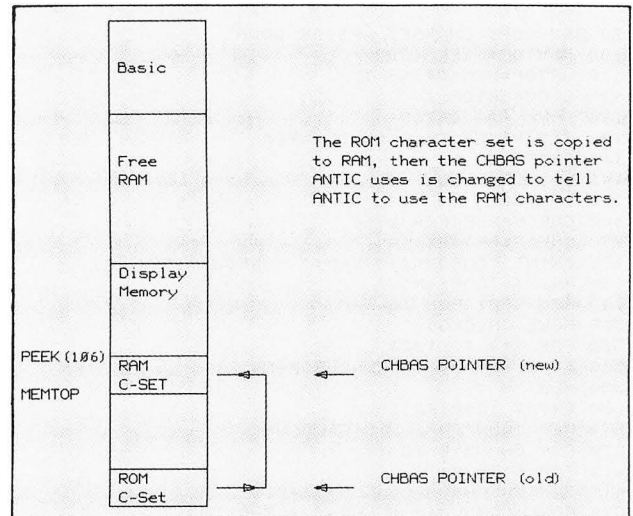 Basic
Free
RAM
The ROM character set is copied
to RAM, then the CHBAS pointer
ANTIC uses is changed to tell
ANTIC to use the RAM characters.
Display
Memory
PEEK(106)
RAM
C-SET
CHBAS POINTER (new)
MEMTOP
ROM
C-Set
CHBAS POINTER (old)